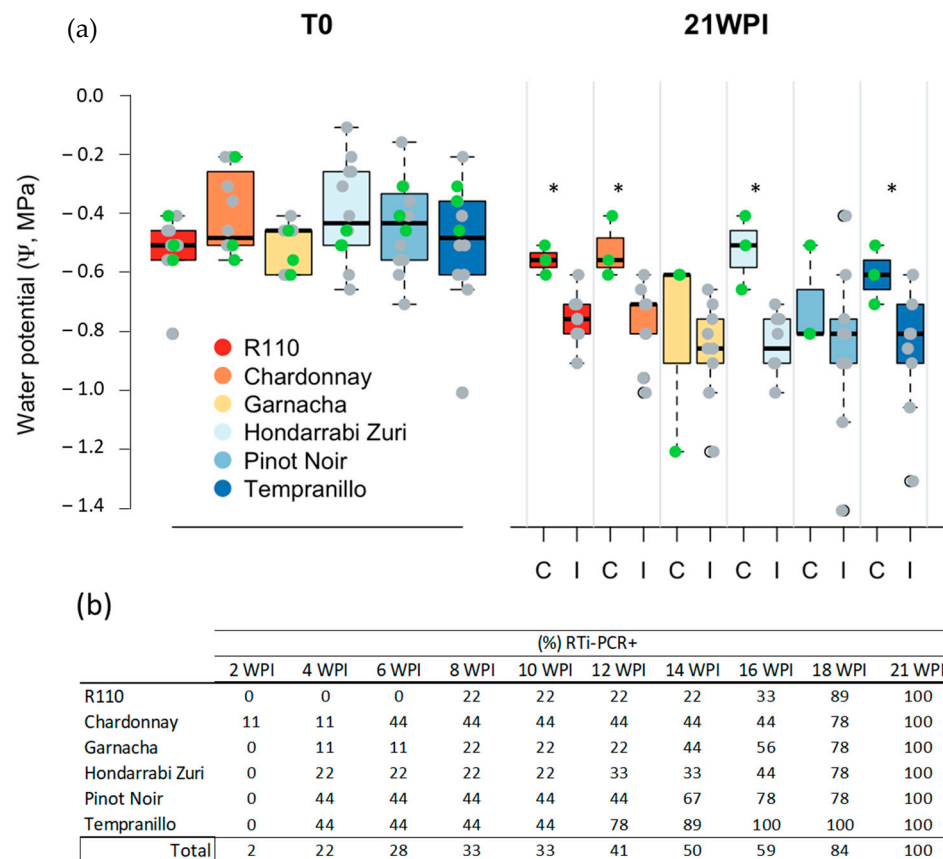 (a)
T0 21WPI
0.0
−0.2
−0.4
−0.6
−0.8
−1.0
−1.2
−1.4
Water potential (Ψ, MPa)
* * * *
R110
Chardonnay
Garnacha
Hondarrabi Zuri
Pinot Noir
Tempranillo
C I C I C I C I C I C I
(b)
(%) RTi-PCR+
2 WPI 4 WPI 6 WPI 8 WPI 10 WPI 12 WPI 14 WPI 16 WPI 18 WPI 21 WPI
R110 0 0 0 22 22 22 22 33 89 100
Chardonnay 11 11 44 44 44 44 44 44 78 100
Garnacha 0 11 11 22 22 22 44 56 78 100
Hondarrabi Zuri 0 22 22 22 22 33 33 44 78 100
Pinot Noir 0 44 44 44 44 44 67 78 78 100
Tempranillo 0 44 44 44 44 78 89 100 100 100
Total 2 22 28 33 33 41 50 59 84 100